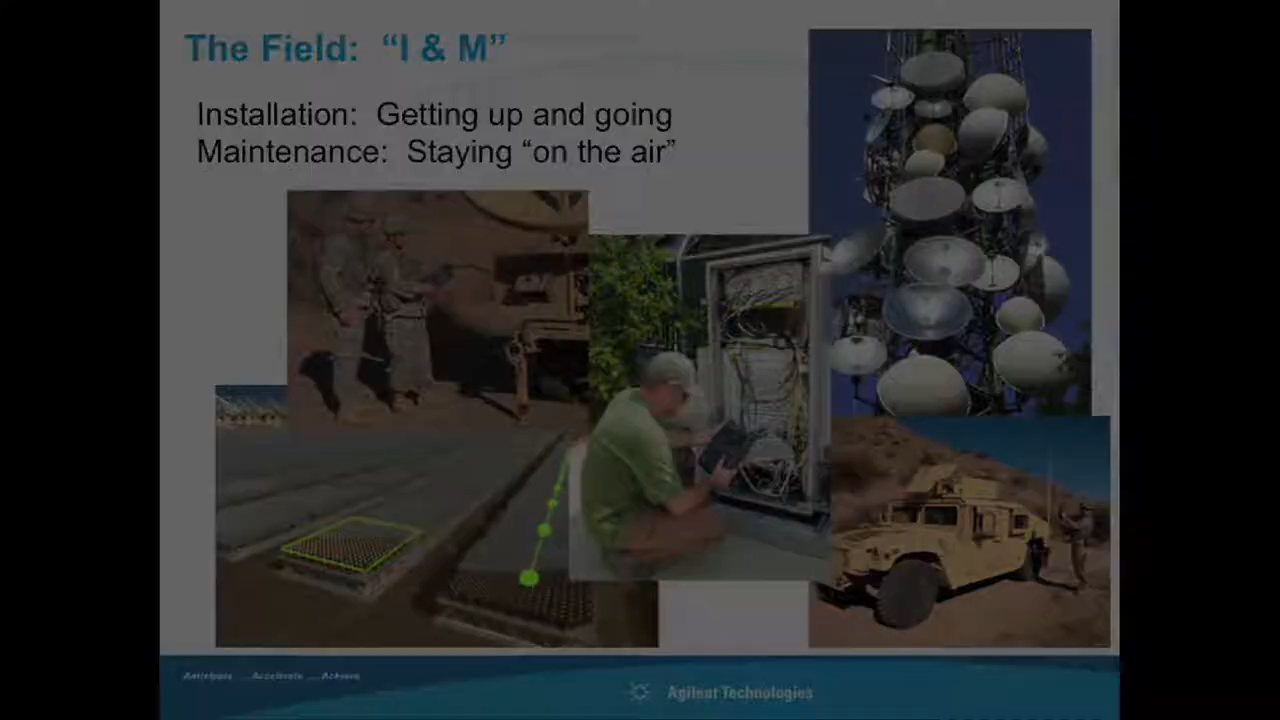 The Field: “I & M”
Installation: Getting up and going
Maintenance: Staying “on the air”
Anticipate ....Accelerate ....Achieve
Agilent Technologies